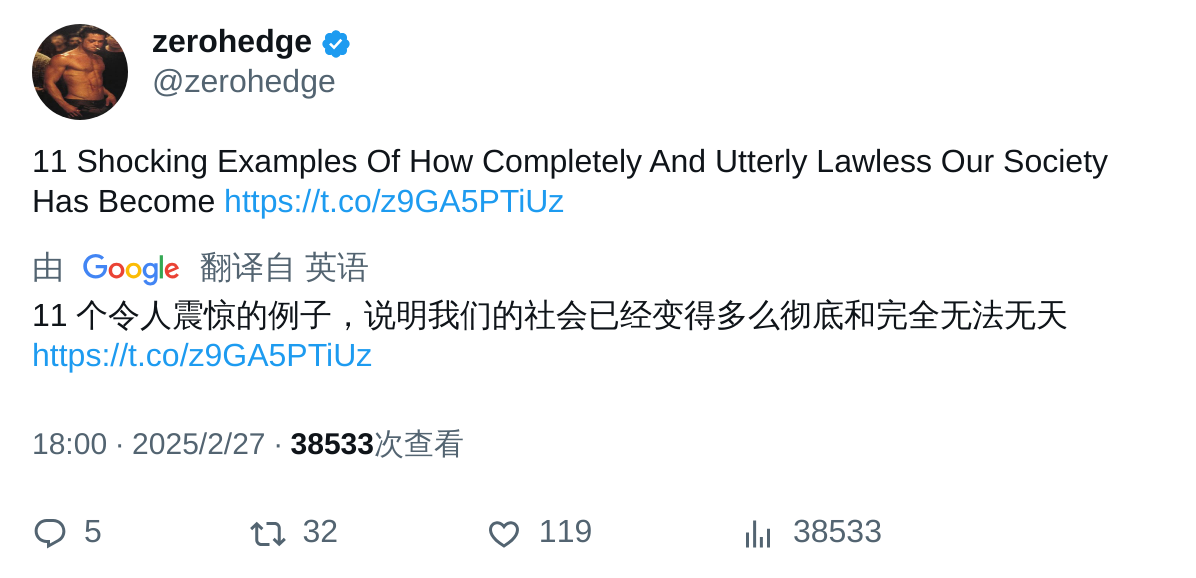 zerohedge
@zerohedge
11 Shocking Examples Of How Completely And Utterly Lawless Our Society
Has Become https://t.co/z9GA5PTiUz
由 Google 翻译自 英语
11 个令人震惊的例子，说明我们的社会已经变得多么彻底和完全无法无天
https://t.co/z9GA5PTiUz
18:00 · 2025/2/27 · 38533次查看
5 32 119 38533